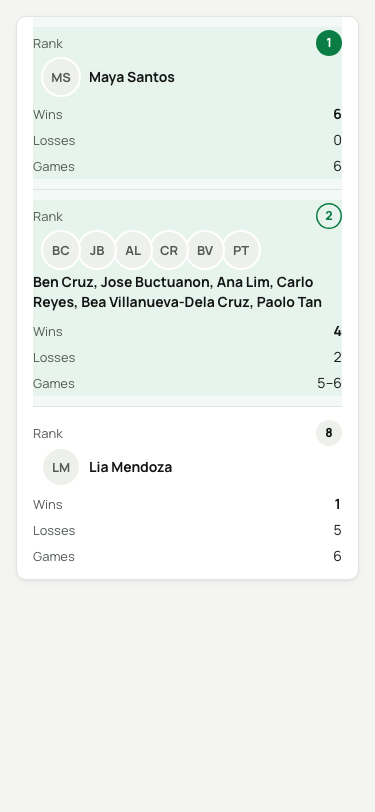 Rank 1
MS Maya Santos
Wins 6
Losses 0
Games 6
Rank 2
BC JB AL CR BV PT
Ben Cruz, Jose Buctuanon, Ana Lim, Carlo
Reyes, Bea Villanueva-Dela Cruz, Paolo Tan
Wins 4
Losses 2
Games 5–6
Rank 8
LM Lia Mendoza
Wins 1
Losses 5
Games 6